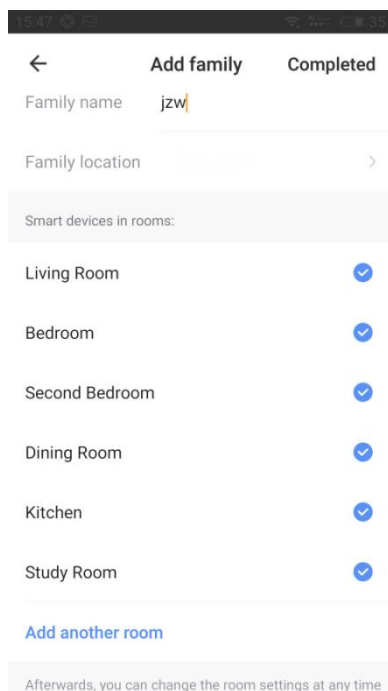 15:47
35
Add family
Completed
Family name jzw
Family location
Smart devices in rooms:
Living Room
Bedroom
Second Bedroom
Dining Room
Kitchen
Study Room
Add another room
Afterwards, you can change the room settings at any time